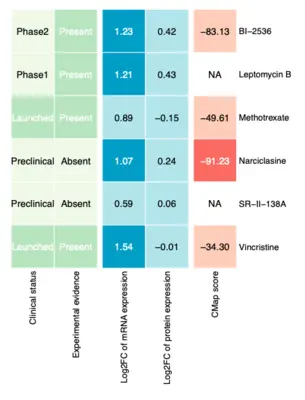 Phase2 Present 1.23 0.42 −83.13 BI−2536
Phase1 Present 1.21 0.43 NA Leptomycin B
Launched Present 0.89 −0.15 −49.61 Methotrexate
Preclinical Absent 1.07 0.24 −91.23 Narciclasine
Preclinical Absent 0.59 0.06 NA SR−II−138A
Launched Present 1.54 −0.01 −34.30 Vincristine
Clinical status
Experimental evidence
Log2FC of mRNA expression
Log2FC of protein expression
CMap score